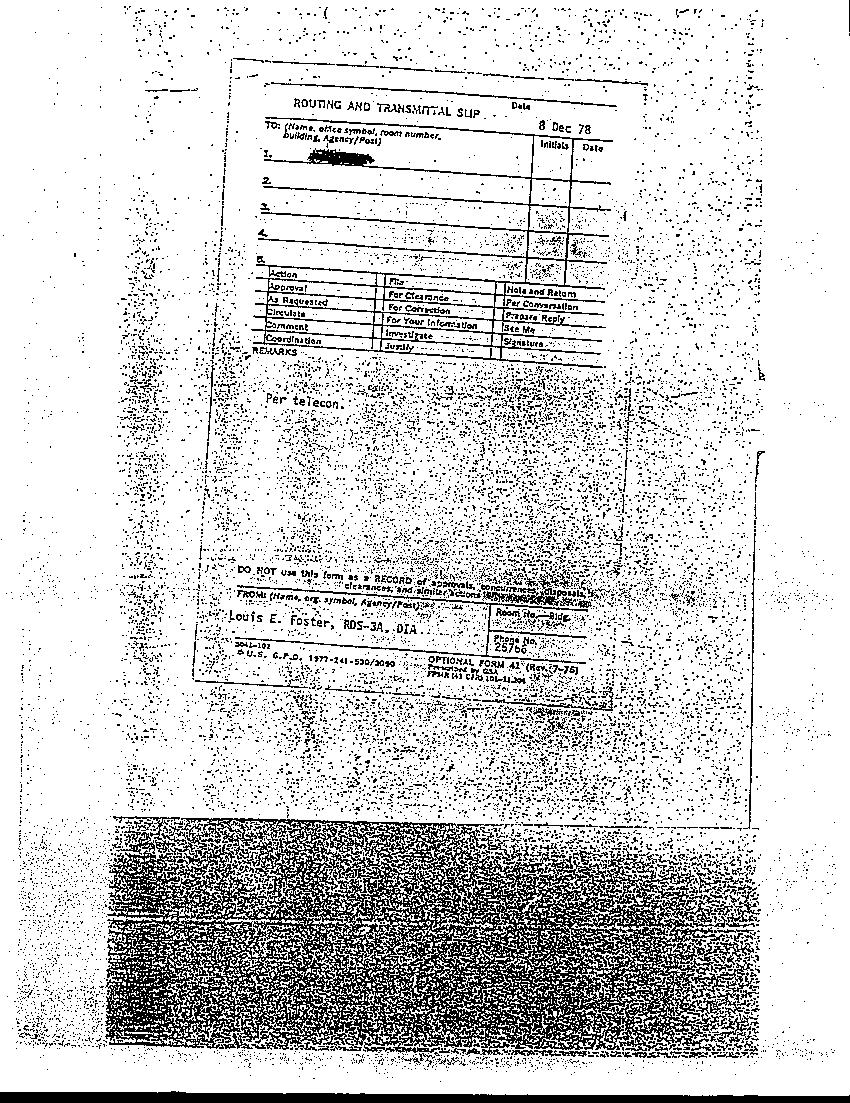 ROUTING AND TRANSMITTAL SLIP
Date
8 Dec 78
TO: (Name, office symbol, room number,
building, Agency/Post)
Initials
Date
1.
2.
3.
4.
5.
Action
File
Note and Return
Approval
For Clearance
Per Conversation
As Requested
For Correction
Prepare Reply
Circulate
For Your Information
See Me
Comment
Investigate
Signature
Coordination
Justify
REMARKS
Per telecon.
DO NOT use this form as a RECORD of approvals, concurrences, disposals,
clearances, and similar actions
FROM: (Name, org. symbol, Agency/Post)
Room No.—Bldg.
Louis E. Foster, RDS-3A, DIA
Phone No.
25766
5041-102
U.S. G.P.O. 1977-241-530/3090
OPTIONAL FORM 41 (Rev. 7-76)
Prescribed by GSA
FPMR (41 CFR) 101-11.206